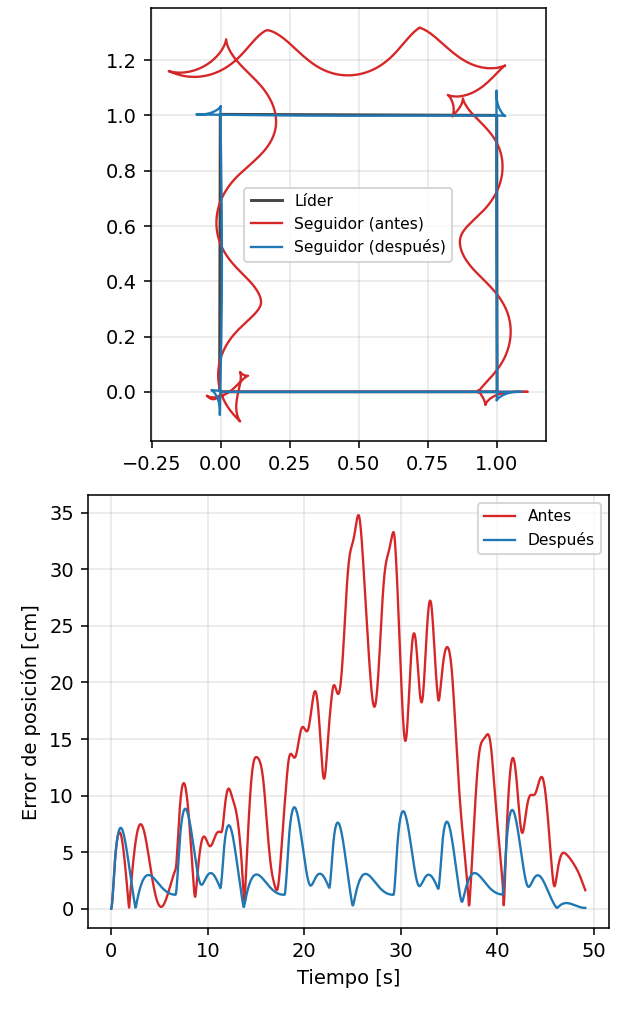 1.2
1.0
0.8
0.6
0.4
0.2
0.0
Líder
Seguidor (antes)
Seguidor (después)
−0.25 0.00 0.25 0.50 0.75 1.00
35
30
25
20
15
10
5
0
Error de posición [cm]
Antes
Después
0 10 20 30 40 50
Tiempo [s]